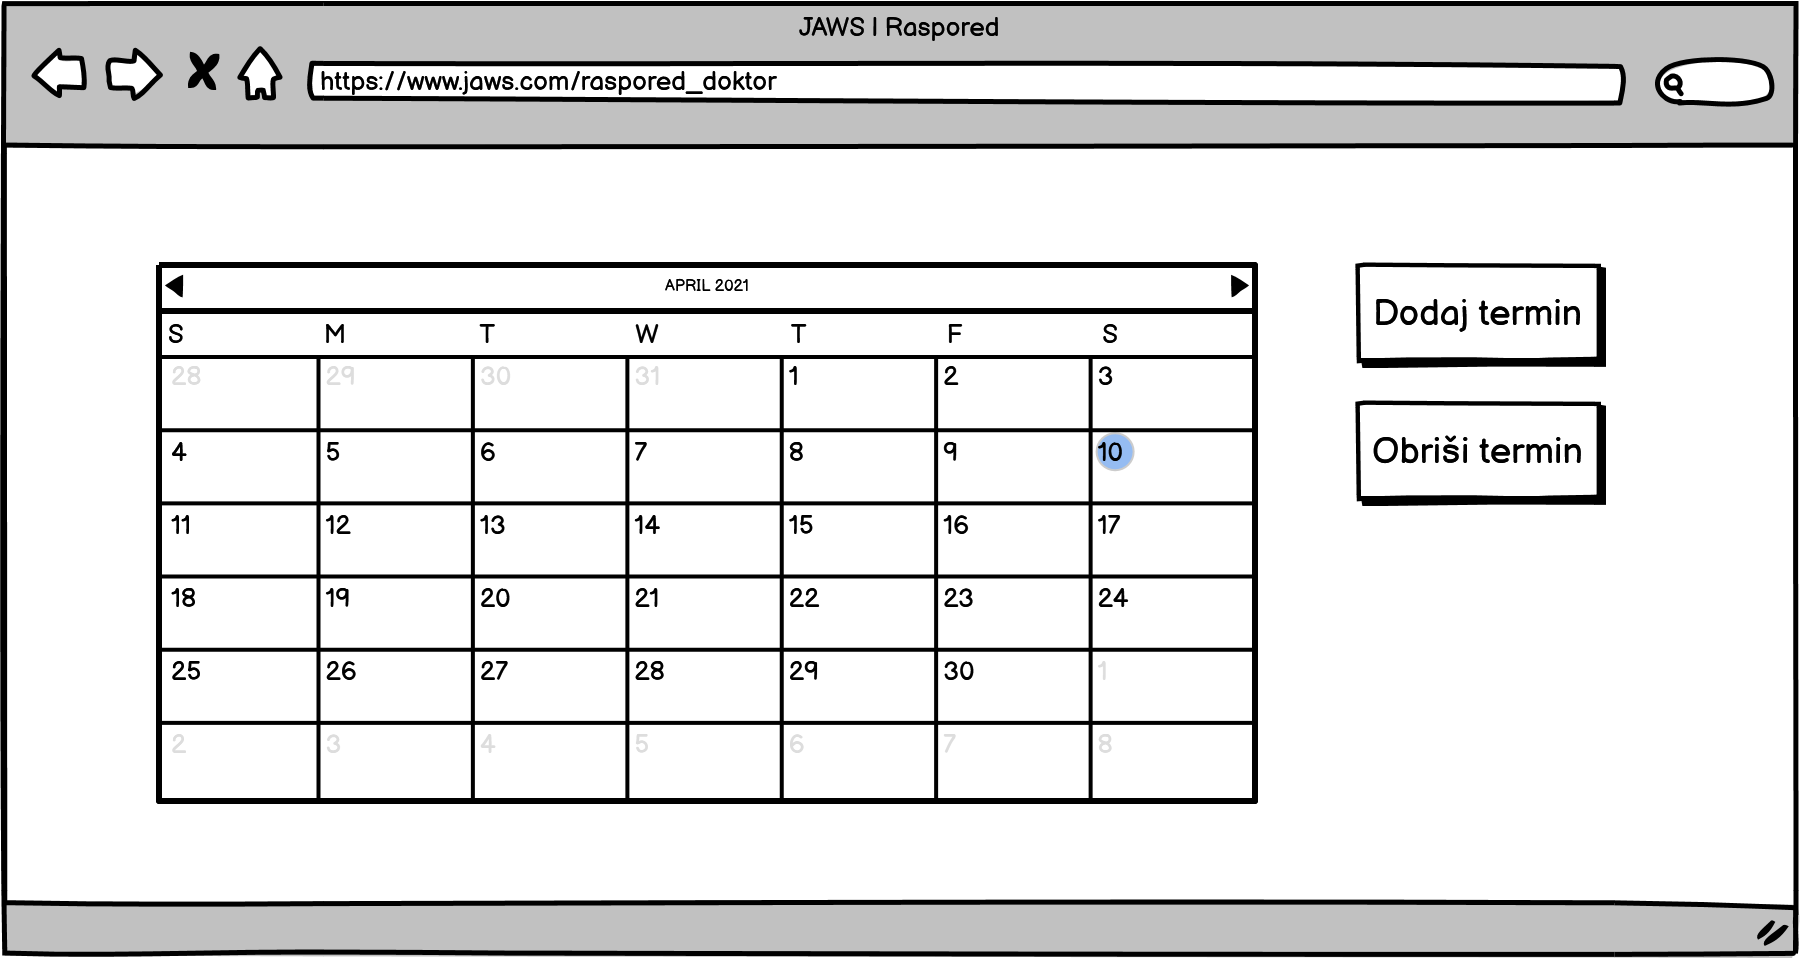 JAWS | Raspored
https://www.jaws.com/raspored_doktor
APRIL 2021
S M T W T F S
28 29 30 31 1 2 3
4 5 6 7 8 9 10
11 12 13 14 15 16 17
18 19 20 21 22 23 24
25 26 27 28 29 30 1
2 3 4 5 6 7 8
Dodaj termin
Obriši termin